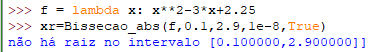 >>> f = lambda x: x**2-3*x+2.25
>>> xr=Bissecao_abs(f,0.1,2.9,1e-8,True)
não há raiz no intervalo [0.100000,2.900000]]